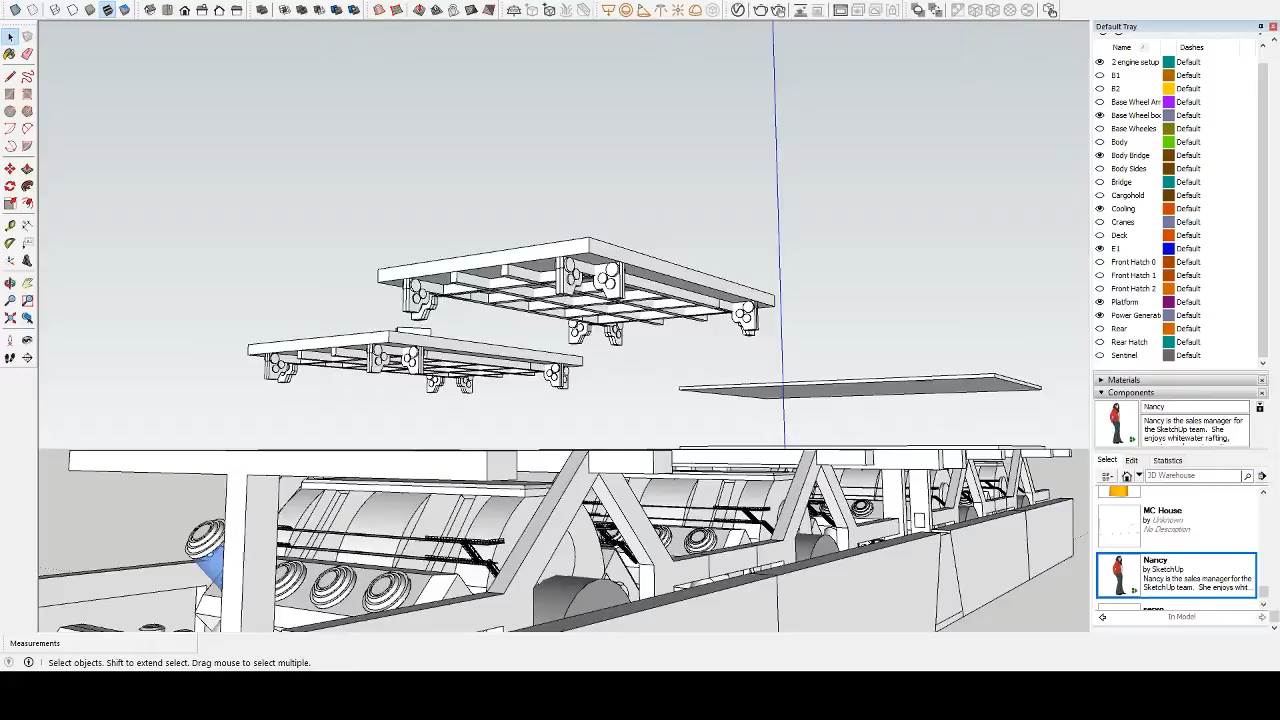 Default Tray
Name Dashes
2 engine setup Default
B1 Default
B2 Default
Base Wheel Arr Default
Base Wheel boo Default
Base Wheeles Default
Body Default
Body Bridge Default
Body Sides Default
Bridge Default
Cargohold Default
Cooling Default
Cranes Default
Deck Default
E1 Default
Front Hatch 0 Default
Front Hatch 1 Default
Front Hatch 2 Default
Platform Default
Power Generato Default
Rear Default
Rear Hatch Default
Sentinel Default
Materials
Components
Nancy
Nancy is the sales manager for
the SketchUp team. She
enjoys whitewater rafting,
Select Edit Statistics
3D Warehouse
MC House
by Unknown
No Description
Nancy
by SketchUp
Nancy is the sales manager for the
SketchUp team. She enjoys whit...
In Model
Measurements
Select objects. Shift to extend select. Drag mouse to select multiple.